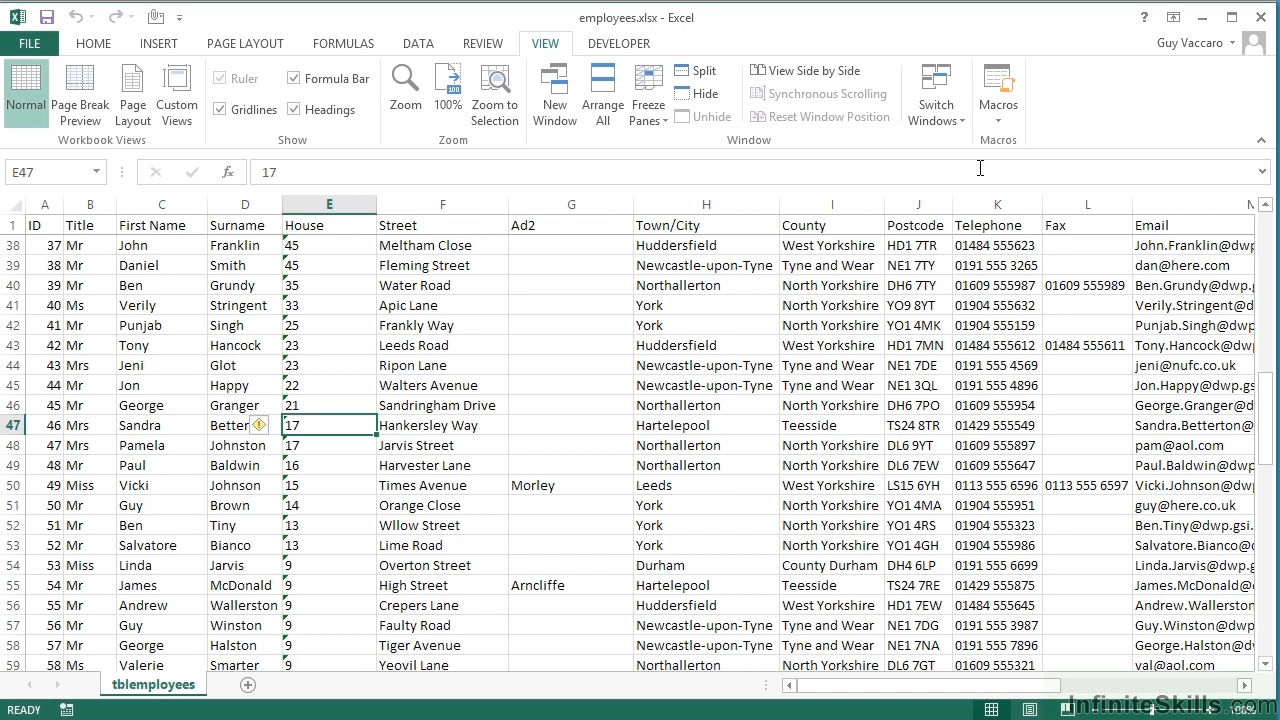 employees.xlsx - Excel
FILE HOME INSERT PAGE LAYOUT FORMULAS DATA REVIEW VIEW DEVELOPER Guy Vaccaro
Normal Page Break Preview Page Layout Custom Views
Workbook Views
Ruler Formula Bar
Gridlines Headings
Show
Zoom 100% Zoom to Selection
Zoom
New Window Arrange All Freeze Panes Split Hide Unhide
View Side by Side
Synchronous Scrolling
Reset Window Position
Switch Windows
Window
Macros
Macros
E47 fx 17
A B C D E F G H I J K L
1 ID Title First Name Surname House Street Ad2 Town/City County Postcode Telephone Fax Email
38 37 Mr John Franklin 45 Meltham Close Huddersfield West Yorkshire HD1 7TR 01484 555623 John.Franklin@dwp
39 38 Mr Daniel Smith 45 Fleming Street Newcastle-upon-Tyne Tyne and Wear NE1 7TY 0191 555 3265 dan@here.com
40 39 Mr Ben Grundy 35 Water Road Northallerton North Yorkshire DH6 7TY 01609 555987 01609 555989 Ben.Grundy@dwp.g
41 40 Ms Verily Stringent 33 Apic Lane York North Yorkshire YO9 8YT 01904 555632 Verily.Stringent@d
42 41 Mr Punjab Singh 25 Frankly Way York North Yorkshire YO1 4MK 01904 555159 Punjab.Singh@dwp
43 42 Mr Tony Hancock 23 Leeds Road Huddersfield West Yorkshire HD1 7MN 01484 555612 01484 555611 Tony.Hancock@dwp
44 43 Mrs Jeni Glot 23 Ripon Lane Newcastle-upon-Tyne Tyne and Wear NE1 7DE 0191 555 4569 jeni@nufc.co.uk
45 44 Mr Jon Happy 22 Walters Avenue Newcastle-upon-Tyne Tyne and Wear NE1 3QL 0191 555 4896 Jon.Happy@dwp.gs
46 45 Mr George Granger 21 Sandringham Drive Northallerton North Yorkshire DH6 7PO 01609 555954 George.Granger@d
47 46 Mrs Sandra Better 17 Hankersley Way Hartelepool Teesside TS24 8TR 01429 555549 Sandra.Betterton@
48 47 Mrs Pamela Johnston 17 Jarvis Street Northallerton North Yorkshire DL6 9YT 01609 555897 pam@aol.com
49 48 Mr Paul Baldwin 16 Harvester Lane Northallerton North Yorkshire DL6 7EW 01609 555647 Paul.Baldwin@dwp
50 49 Miss Vicki Johnson 15 Times Avenue Morley Leeds West Yorkshire LS15 6YH 0113 555 6596 0113 555 6597 Vicki.Johnson@dwp
51 50 Mr Guy Brown 14 Orange Close York North Yorkshire YO1 4MA 01904 555951 guy@here.co.uk
52 51 Mr Ben Tiny 13 Wllow Street York North Yorkshire YO1 4RS 01904 555323 Ben.Tiny@dwp.gsi.
53 52 Mr Salvatore Bianco 13 Lime Road York North Yorkshire YO1 4GH 01904 555986 Salvatore.Bianco@
54 53 Miss Linda Jarvis 9 Overton Street Durham County Durham DH4 6LP 0191 555 6699 Linda.Jarvis@dwp.
55 54 Mr James McDonald 9 High Street Arncliffe Hartelepool Teesside TS24 7RE 01429 555875 James.McDonald@
56 55 Mr Andrew Wallerston 9 Crepers Lane Huddersfield West Yorkshire HD1 7EW 01484 555645 Andrew.Wallerston
57 56 Mr Guy Winston 9 Faulty Road Newcastle-upon-Tyne Tyne and Wear NE1 7DG 0191 555 3987 Guy.Winston@dwp
58 57 Mr George Halston 9 Tiger Avenue Newcastle-upon-Tyne Tyne and Wear NE1 7NA 0191 555 7896 George.Halston@d
59 58 Ms Valerie Smarter 9 Yeovil Lane Northallerton North Yorkshire DL6 7GT 01609 555321 val@aol.com
tblemployees
READY InfiniteSkills.com